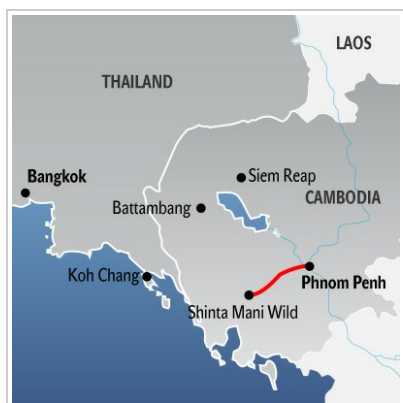 LAOS
THAILAND
Bangkok
Siem Reap
CAMBODIA
Battambang
Koh Chang
Phnom Penh
Shinta Mani Wild